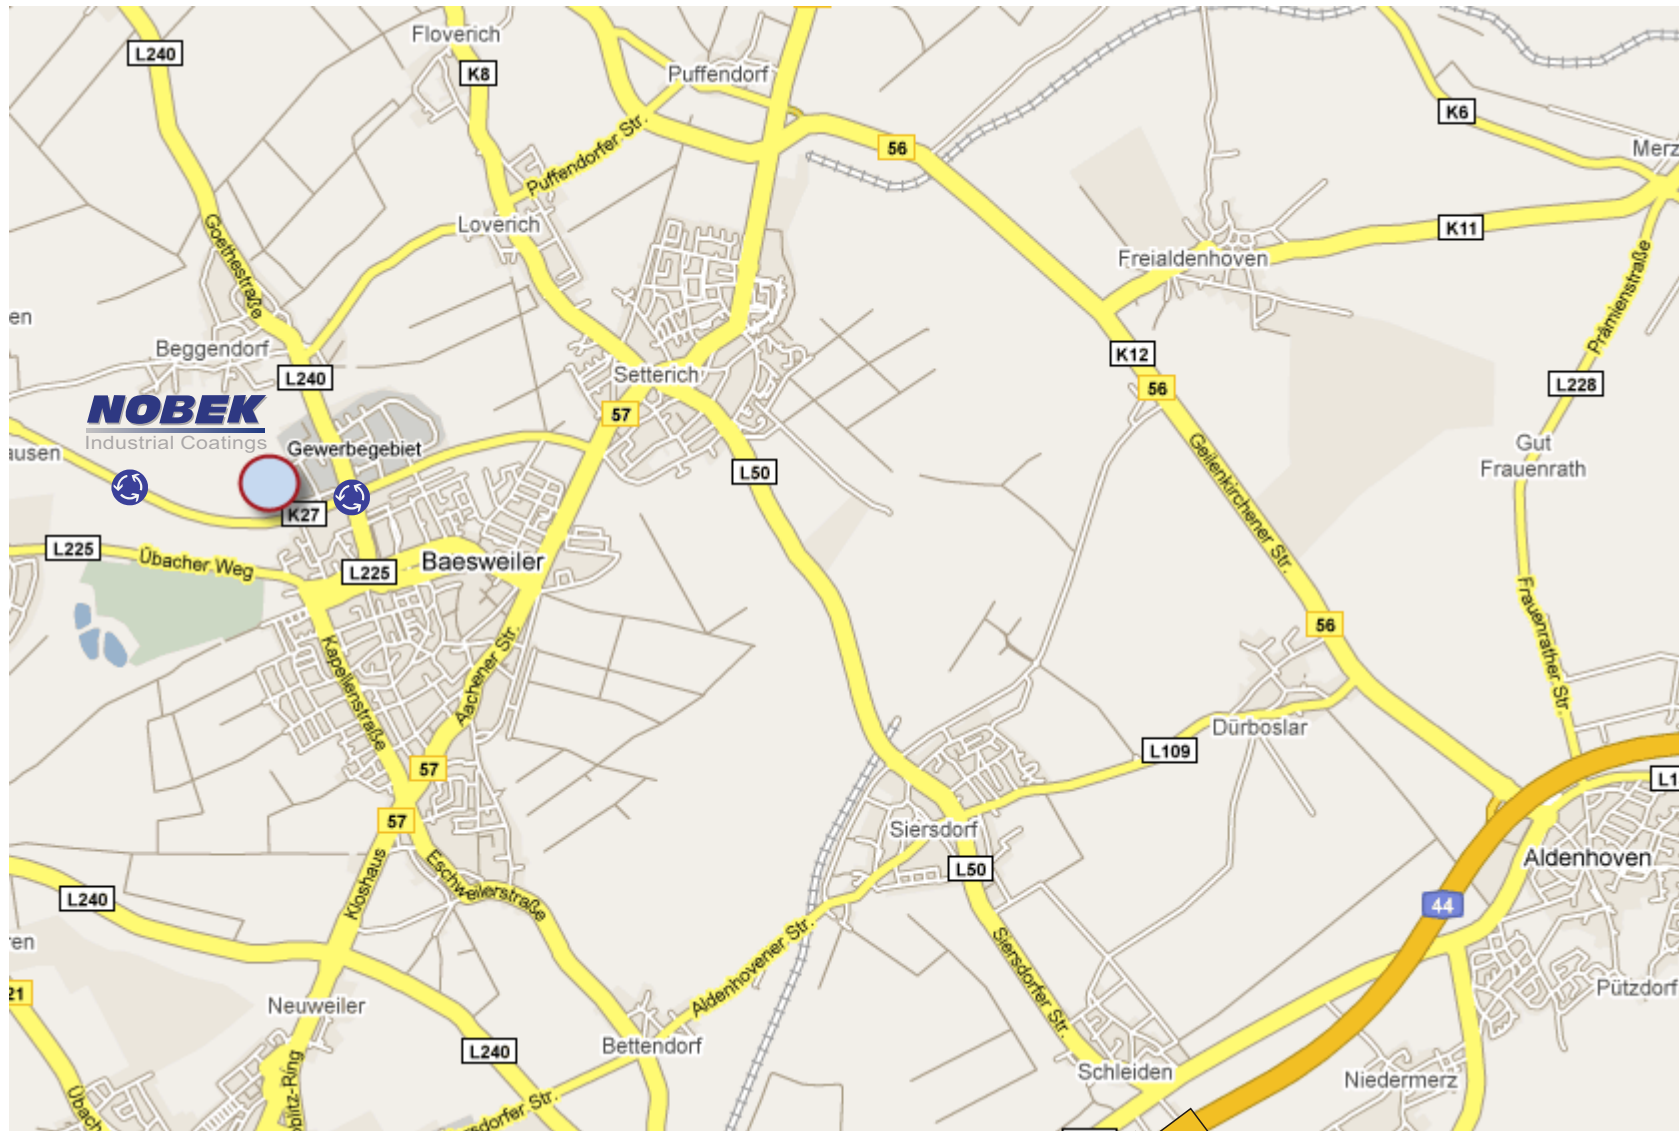 Floverich
L240
K8
Puffendorf
K6
56
Merz
Puffendorfer Str.
Goethestraße
Loverich
K11
Freialdenhoven
Prämienstraße
Beggendorf
K12
L240
Setterich
56
L228
NOBEK
Industrial Coatings
57
Gewerbegebiet
Gut
Frauenrath
L50
Geilenkirchener Str.
K27
L225
Übacher Weg
L225
Baesweiler
56
Frauenrather Str.
Kapellenstraße
Aachener Str.
Dürboslar
L109
57
57
Siersdorf
Aldenhoven
Eschweilerstraße
Kloshaus
L50
L240
44
Aldenhovener Str.
Siersdorfer Str.
21
Neuweiler
Pützdorf
Bettendorf
L240
Schleiden
Niedermerz